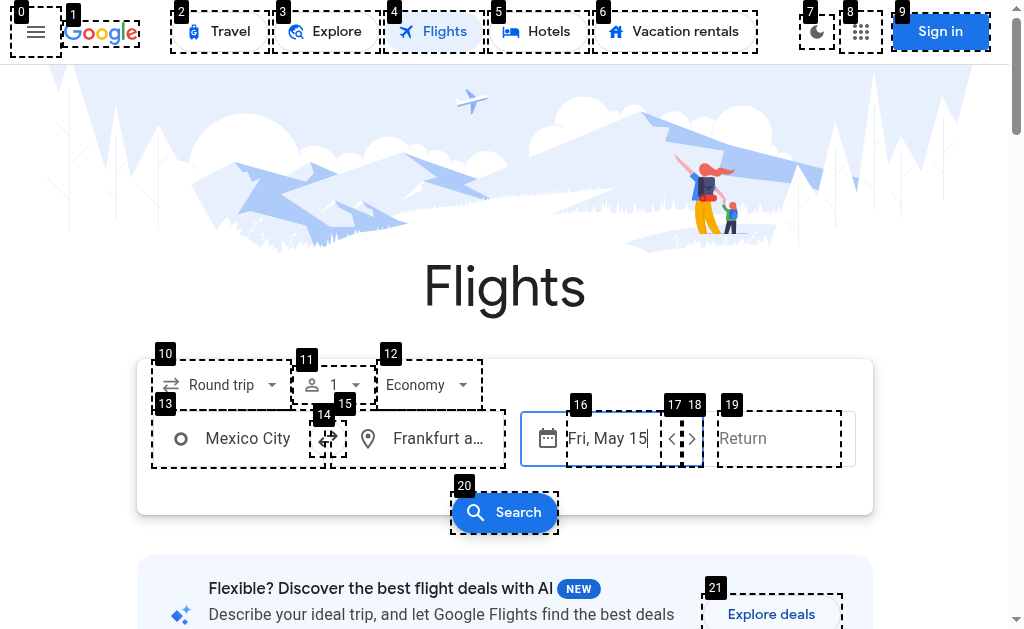 Google
Travel
Explore
Flights
Hotels
Vacation rentals
Sign in
0
1
2
3
4
5
6
7
8
9
Flights
10
11
12
Round trip
1
Economy
13
14
15
16
17
18
19
Mexico City
Frankfurt a...
Fri, May 15
Return
20
Search
Flexible? Discover the best flight deals with AI NEW
21
Describe your ideal trip, and let Google Flights find the best deals
Explore deals